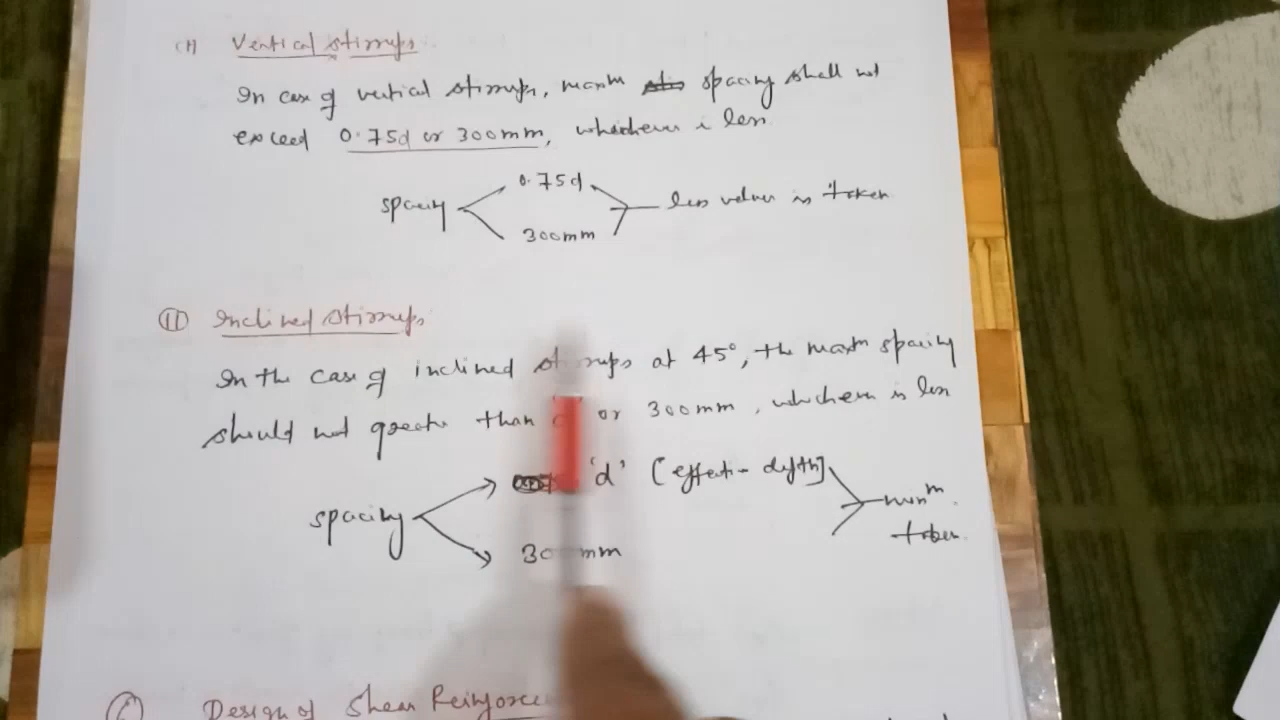 (I) Vertical stirrups
In case of vertical stirrups, maxm spacing shall not
exceed 0.75d or 300mm, whichever is less
spacing
0.75d
300mm
less value is taken
(II) Inclined stirrups
In the case of inclined stirrups at 45°, the maxm spacing
should not greater than or 300mm, whichever is less
spacing
'd' [effective depth]
300mm
minm
taken.
Design of Shear Reinforce